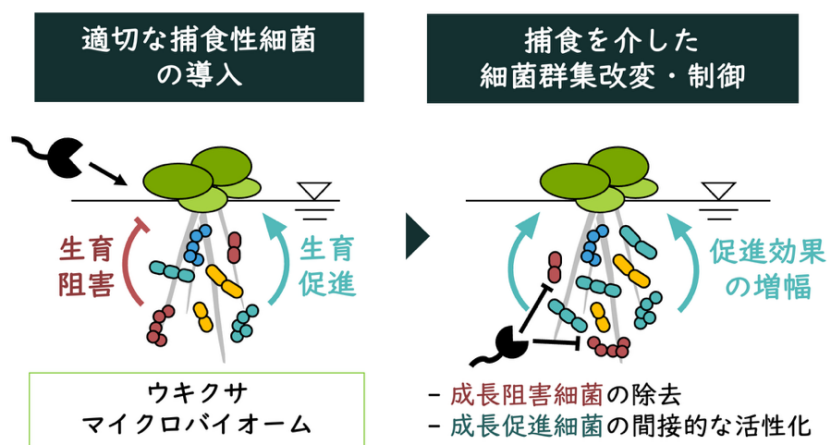 適切な捕食性細菌
の導入
生育
阻害
生育
促進
ウキクサ
マイクロバイオーム
捕食を介した
細菌群集改変・制御
促進効果
の増幅
– 成長阻害細菌の除去
– 成長促進細菌の間接的な活性化